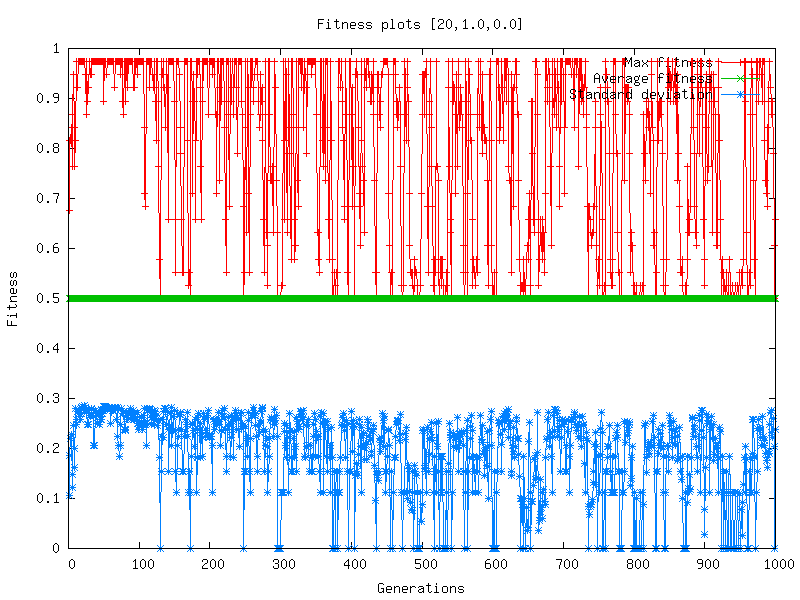 Fitness plots [20,1.0,0.0]
Max fitness
Average fitness
Standard deviation
1
0.9
0.8
0.7
0.6
0.5
0.4
0.3
0.2
0.1
0
Fitness
0 100 200 300 400 500 600 700 800 900 1000
Generations